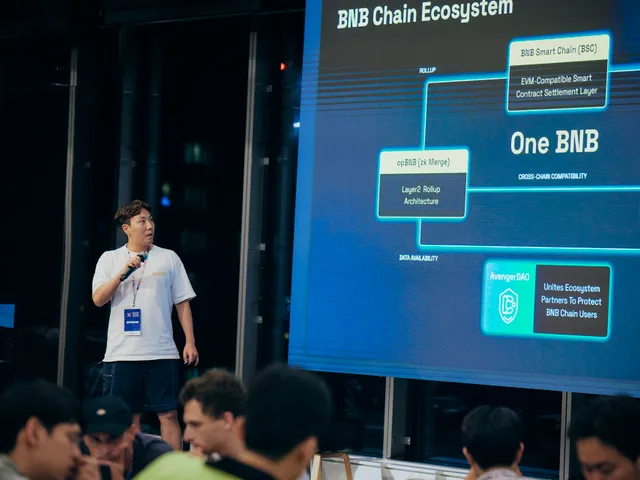 BNB Chain Ecosystem
BNB Smart Chain (BSC)
ROLLUP
EVM-Compatible Smart
Contract Settlement Layer
One BNB
opBNB (zk Merge)
CROSS-CHAIN COMPATIBILITY
Layer2 Rollup
Architecture
DATA AVAILABILITY
AvengerDAO
Unites Ecosystem
Partners To Protect
BNB Chain Users